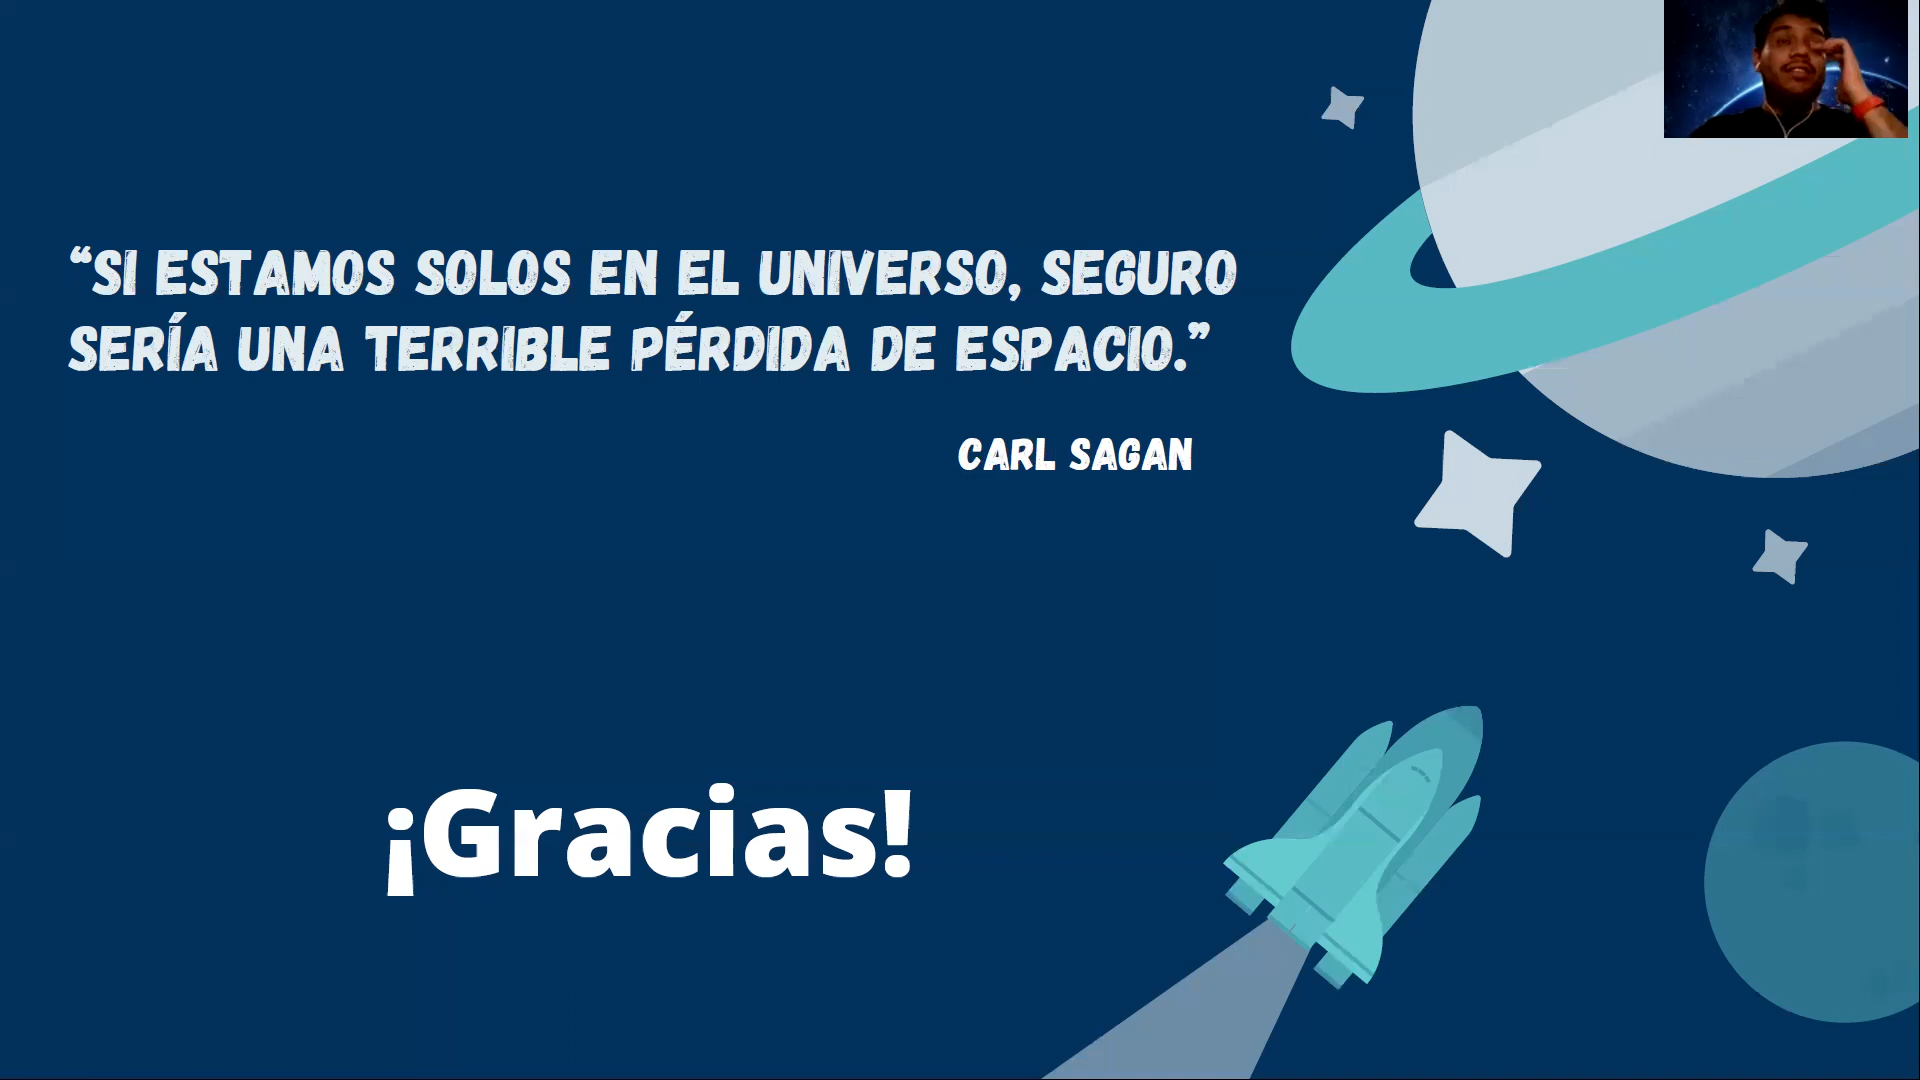 “SI ESTAMOS SOLOS EN EL UNIVERSO, SEGURO
SERÍA UNA TERRIBLE PÉRDIDA DE ESPACIO.”
CARL SAGAN
¡Gracias!